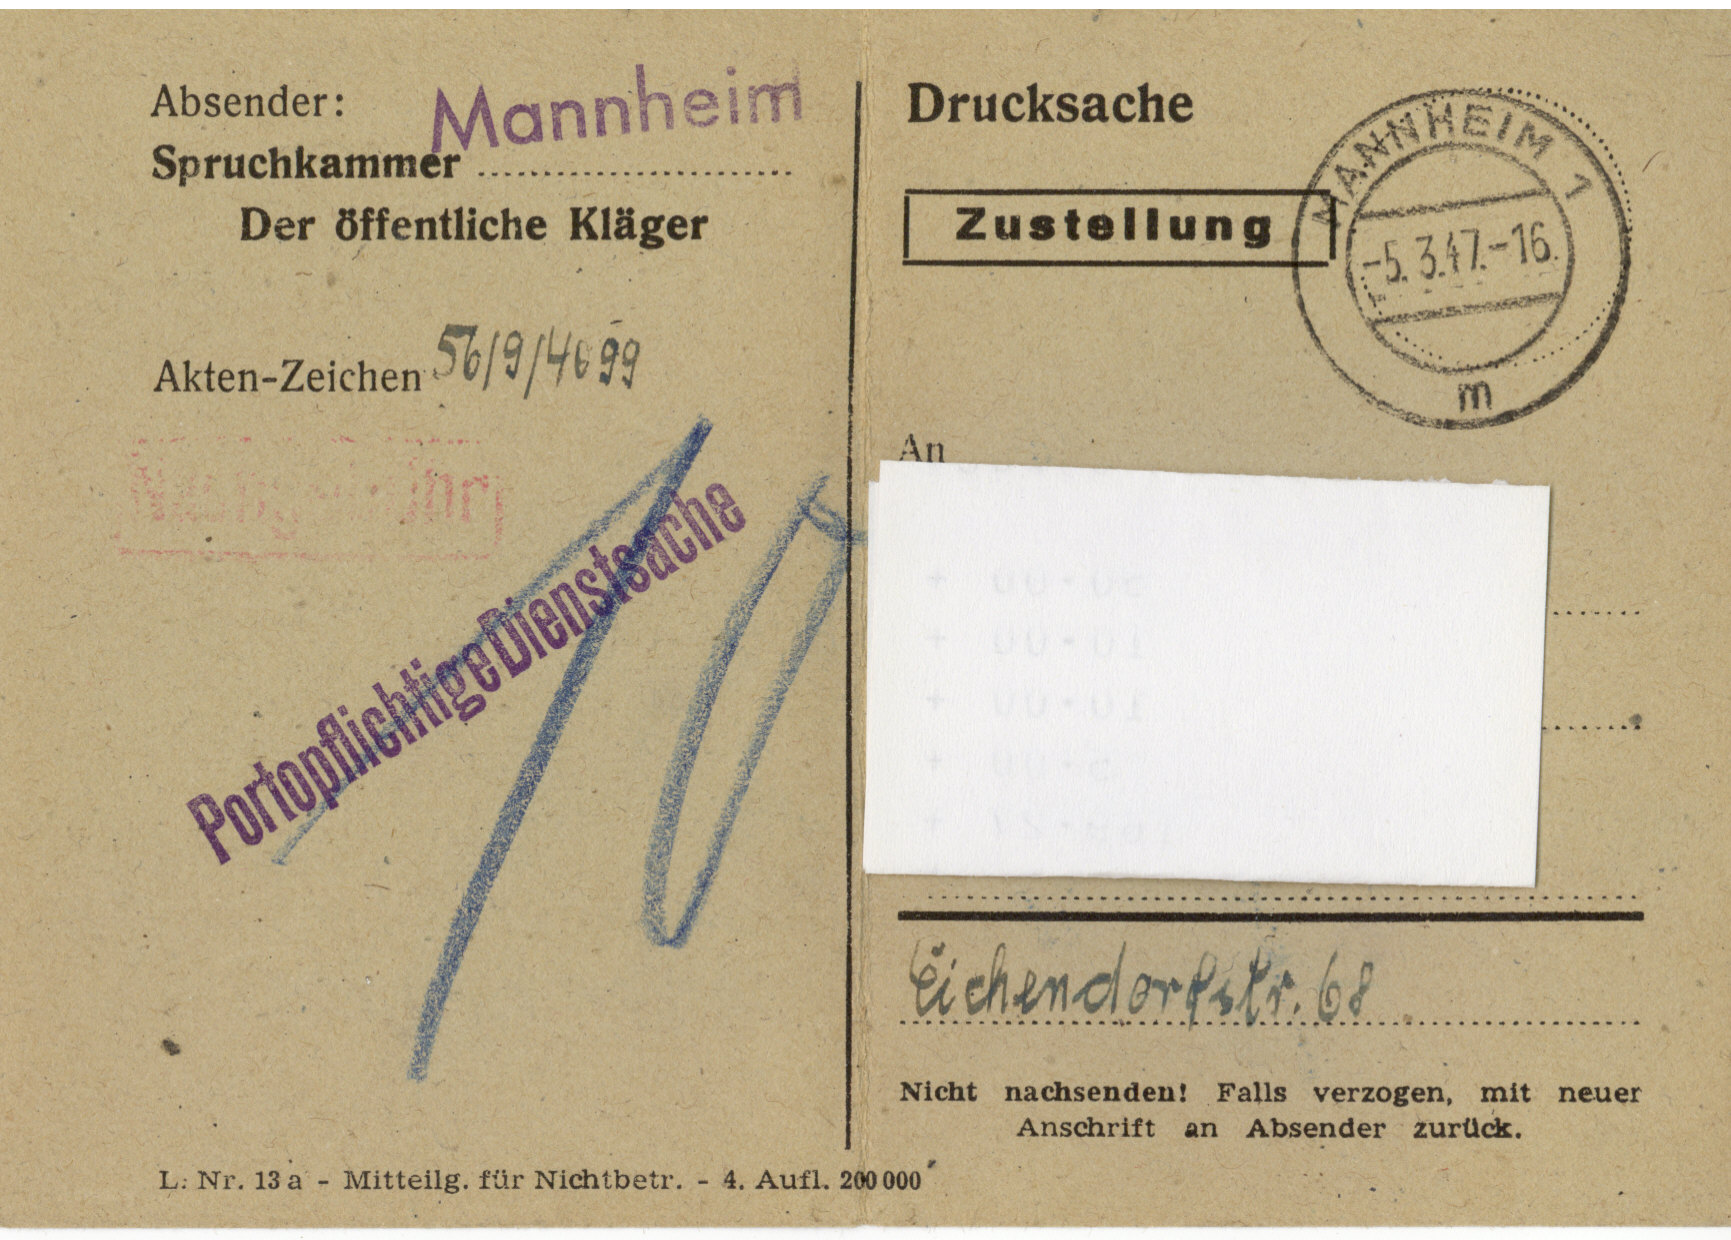 Absender:
Mannheim
Spruchkammer
Der öffentliche Kläger
Akten-Zeichen 56/9/4699
Portopflichtige Dienstsache
10
L. Nr. 13a - Mitteilg. für Nichtbetr. - 4. Aufl. 200 000
Drucksache
Zustellung
MANNHEIM 1
-5.3.47.-16.
m
An
Eichendorfstr. 68
Nicht nachsenden! Falls verzogen, mit neuer
Anschrift an Absender zurück.